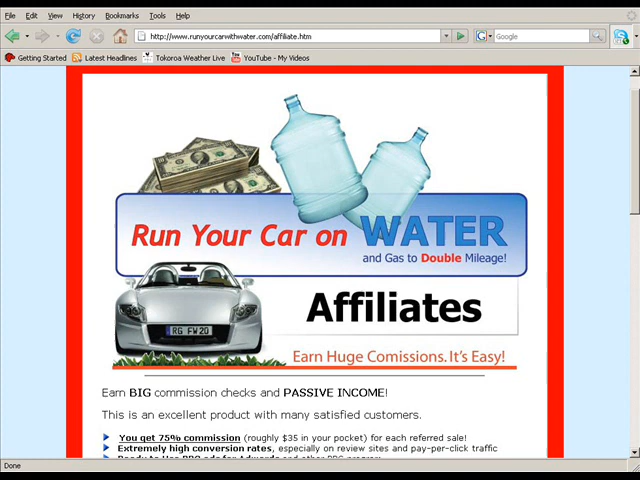 File Edit View History Bookmarks Tools Help
http://www.runyourcarwithwater.com/affiliate.htm
G Google
Getting Started Latest Headlines Tokoroa Weather Live YouTube - My Videos
Run Your Car on WATER
and Gas to Double Mileage!
RG FW 20
Affiliates
Earn Huge Comissions. It's Easy!
Earn BIG commission checks and PASSIVE INCOME!
This is an excellent product with many satisfied customers.
You get 75% commission (roughly $35 in your pocket) for each referred sale!
Extremely high conversion rates, especially on review sites and pay-per-click traffic
Done